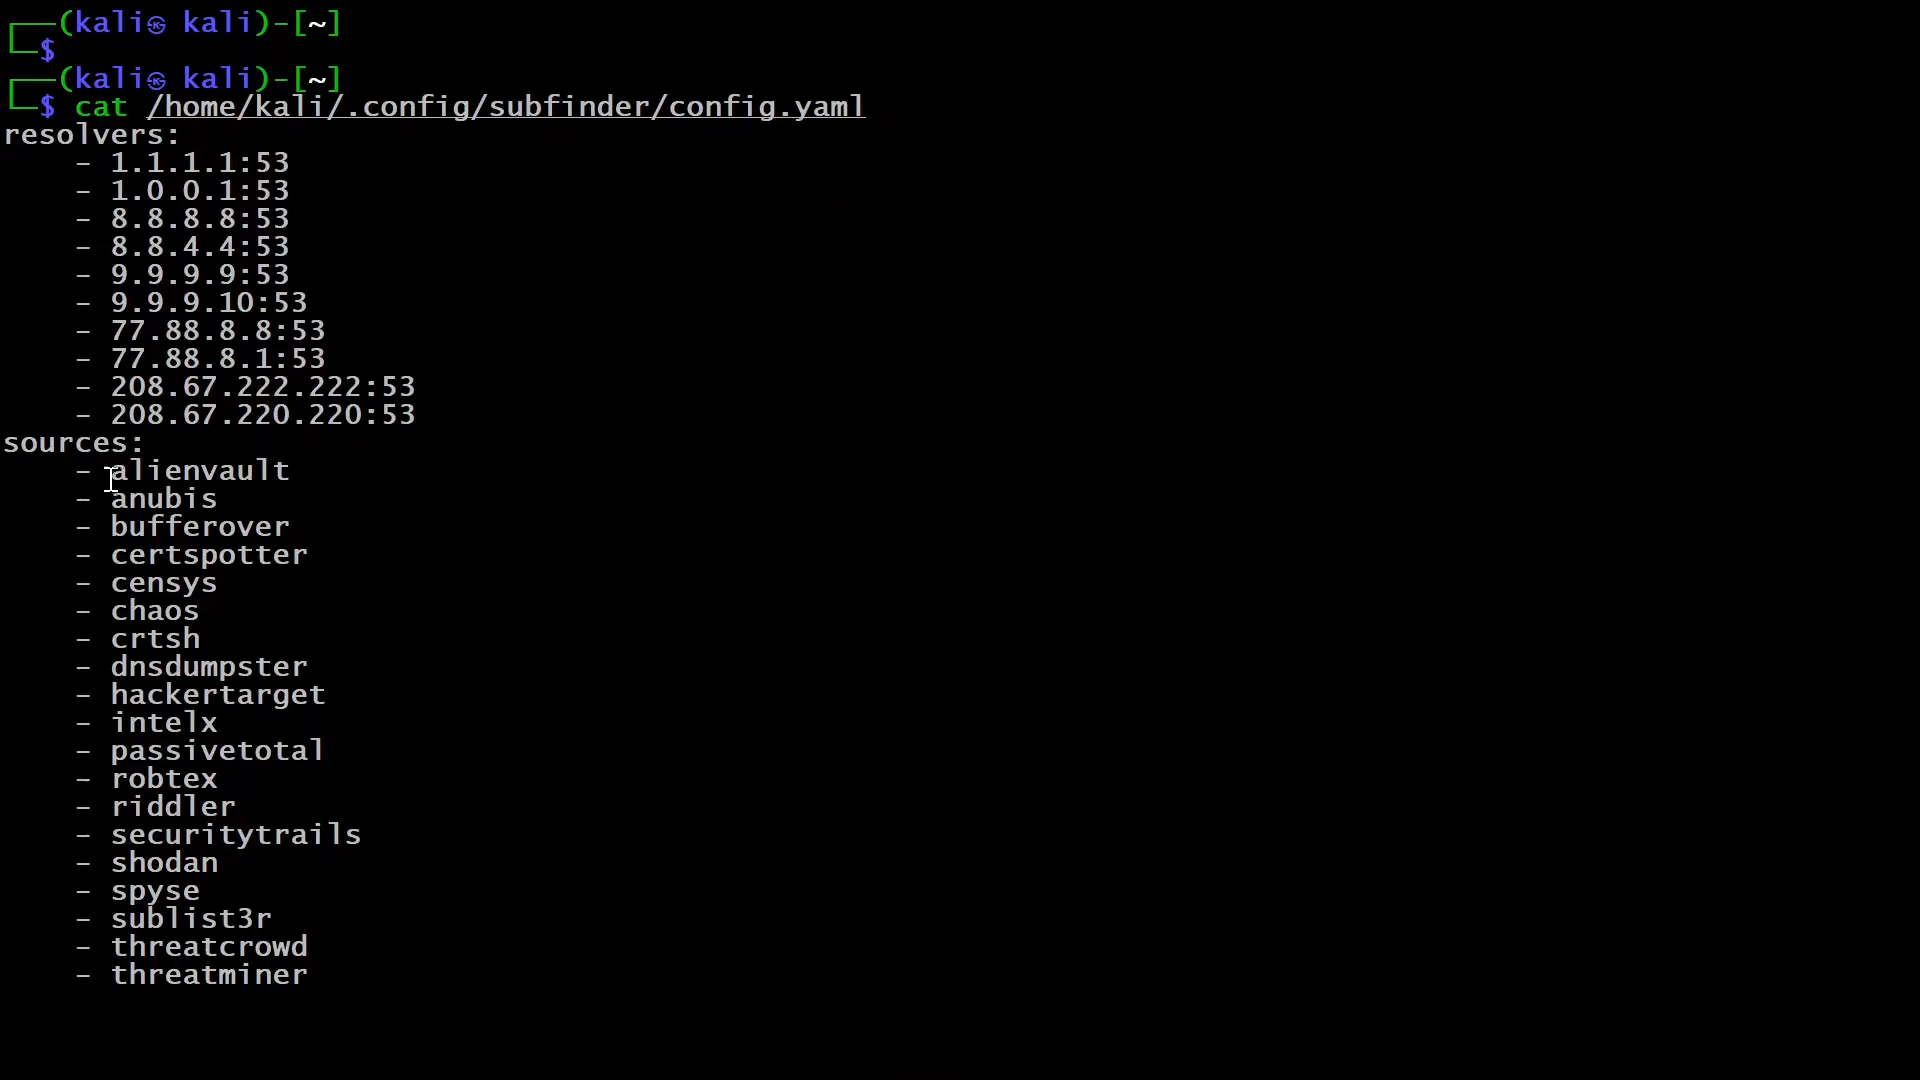 ┌──(kali㉿ kali)-[~]
└─$
┌──(kali㉿ kali)-[~]
└─$ cat /home/kali/.config/subfinder/config.yaml
resolvers:
    - 1.1.1.1:53
    - 1.0.0.1:53
    - 8.8.8.8:53
    - 8.8.4.4:53
    - 9.9.9.9:53
    - 9.9.9.10:53
    - 77.88.8.8:53
    - 77.88.8.1:53
    - 208.67.222.222:53
    - 208.67.220.220:53
sources:
    - alienvault
    - anubis
    - bufferover
    - certspotter
    - censys
    - chaos
    - crtsh
    - dnsdumpster
    - hackertarget
    - intelx
    - passivetotal
    - robtex
    - riddler
    - securitytrails
    - shodan
    - spyse
    - sublist3r
    - threatcrowd
    - threatminer